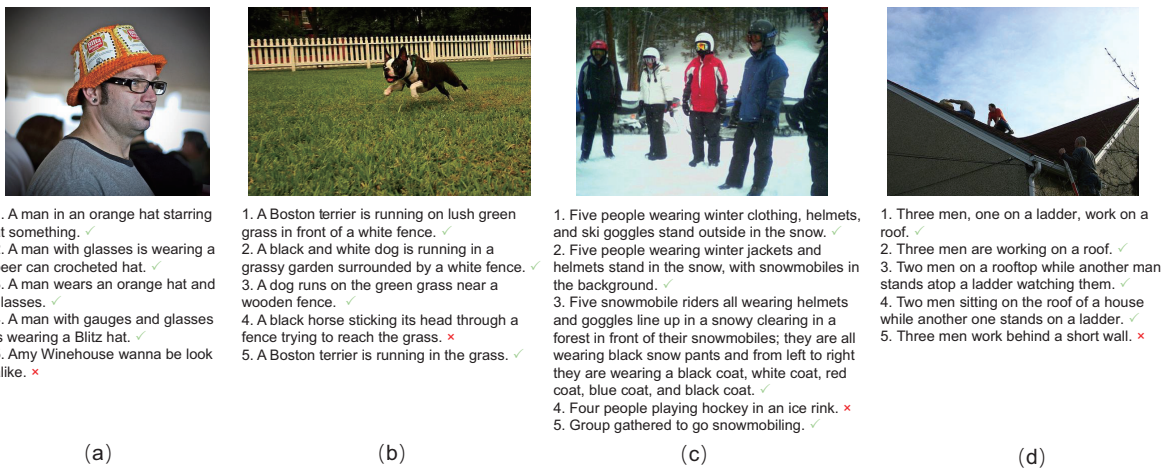 . A man in an orange hat starring
t something. ✓
. A man with glasses is wearing a
eer can crocheted hat. ✓
. A man wears an orange hat and
lasses. ✓
. A man with gauges and glasses
s wearing a Blitz hat. ✓
. Amy Winehouse wanna be look
like. ×
(a)
1. A Boston terrier is running on lush green
grass in front of a white fence. ✓
2. A black and white dog is running in a
grassy garden surrounded by a white fence. ✓
3. A dog runs on the green grass near a
wooden fence. ✓
4. A black horse sticking its head through a
fence trying to reach the grass. ×
5. A Boston terrier is running in the grass. ✓
(b)
1. Five people wearing winter clothing, helmets,
and ski goggles stand outside in the snow. ✓
2. Five people wearing winter jackets and
helmets stand in the snow, with snowmobiles in
the background. ✓
3. Five snowmobile riders all wearing helmets
and goggles line up in a snowy clearing in a
forest in front of their snowmobiles; they are all
wearing black snow pants and from left to right
they are wearing a black coat, white coat, red
coat, blue coat, and black coat. ✓
4. Four people playing hockey in an ice rink. ×
5. Group gathered to go snowmobiling. ✓
(c)
1. Three men, one on a ladder, work on a
roof. ✓
2. Three men are working on a roof. ✓
3. Two men on a rooftop while another man
stands atop a ladder watching them. ✓
4. Two men sitting on the roof of a house
while another one stands on a ladder. ✓
5. Three men work behind a short wall. ×
(d)